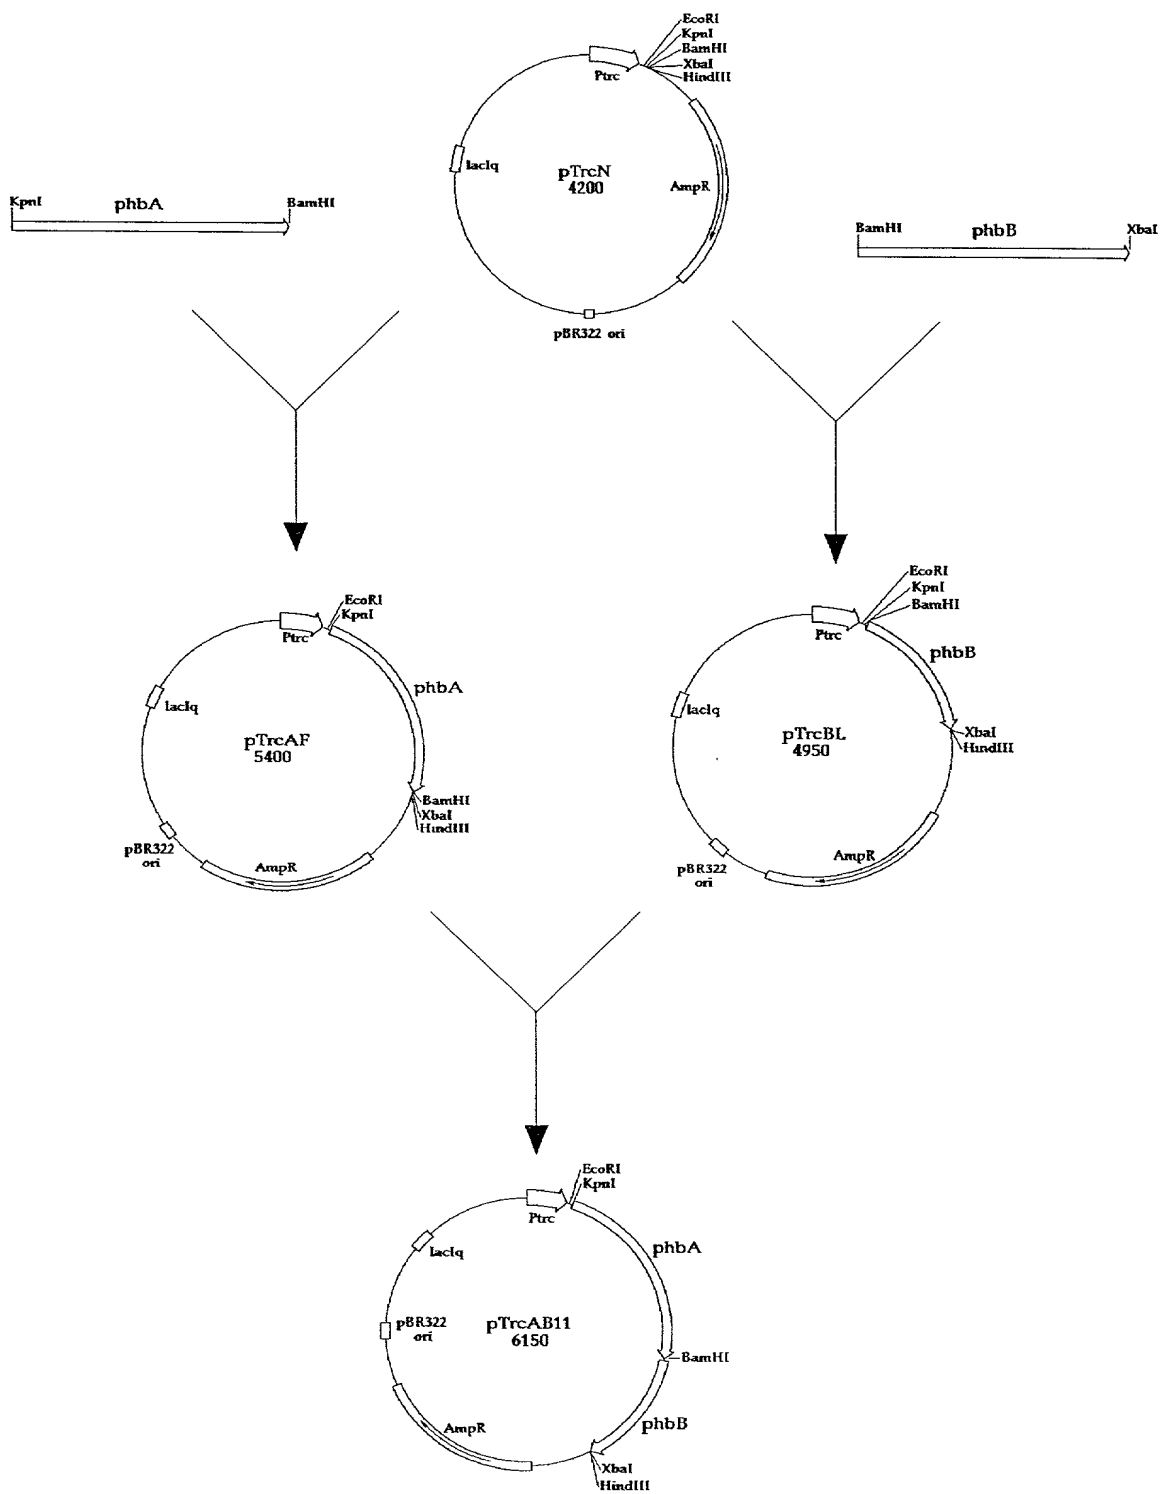 EcoRI
KpnI
BamHI
XbaI
HindIII
Ptrc
lacIq
pTrcN
4200
AmpR
pBR322 ori
KpnI
phbA
BamHI
BamHI
phbB
XbaI
EcoRI
KpnI
Ptrc
phbA
lacIq
pTrcAF
5400
BamHI
XbaI
HindIII
pBR322
ori
AmpR
EcoRI
KpnI
BamHI
Ptrc
phbB
lacIq
pTrcBL
4950
XbaI
HindIII
AmpR
pBR322
ori
EcoRI
KpnI
Ptrc
phbA
lacIq
pBR322
ori
pTrcAB11
6150
BamHI
phbB
AmpR
XbaI
HindIII